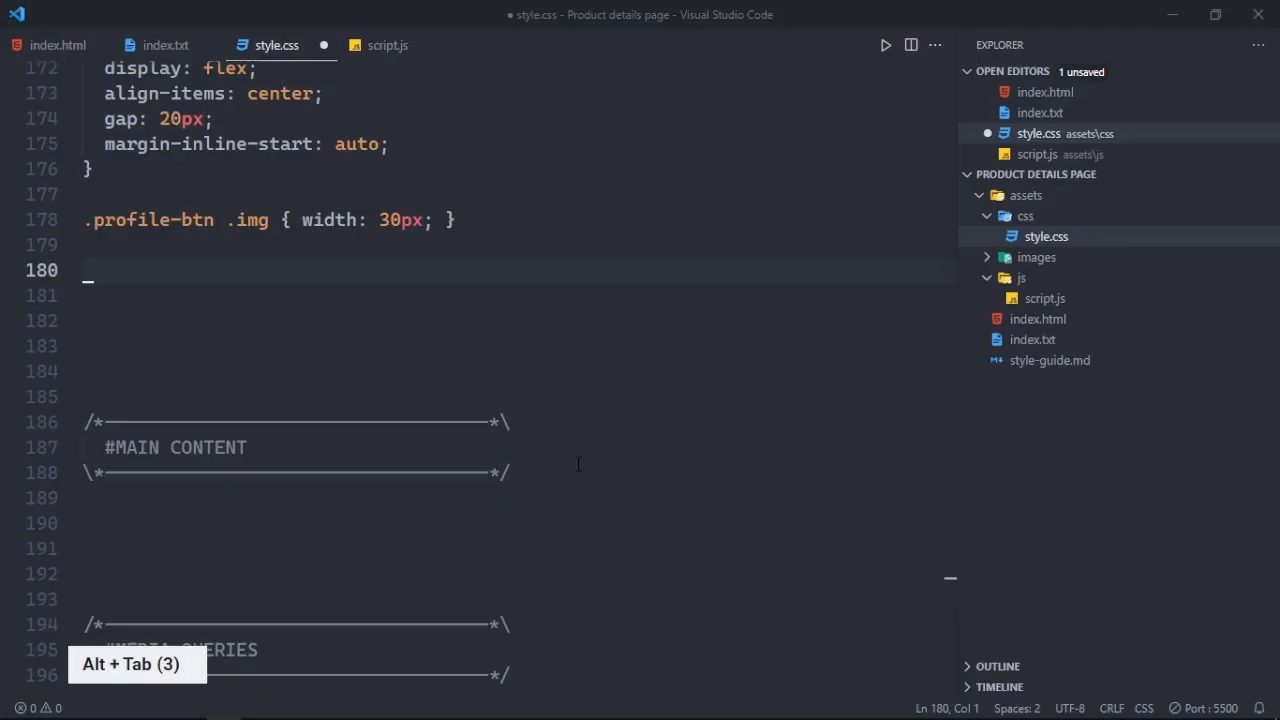 ● style.css - Product details page - Visual Studio Code
index.html
index.txt
style.css
script.js
172 display: flex;
173 align-items: center;
174 gap: 20px;
175 margin-inline-start: auto;
176 }
177
178 .profile-btn .img { width: 30px; }
179
180
181
182
183
184
185
186 /*-----------------------------------*\
187 #MAIN CONTENT
188 \*-----------------------------------*/
189
190
191
192
193
194 /*-----------------------------------*\
195 #MEDIA QUERIES
196 -----------------------------------*/
Alt + Tab (3)
EXPLORER
OPEN EDITORS 1 unsaved
index.html
index.txt
style.css assets\css
script.js assets\js
PRODUCT DETAILS PAGE
assets
css
style.css
images
js
script.js
index.html
index.txt
style-guide.md
OUTLINE
TIMELINE
0 0
Ln 180, Col 1
Spaces: 2
UTF-8
CRLF
CSS
Port : 5500